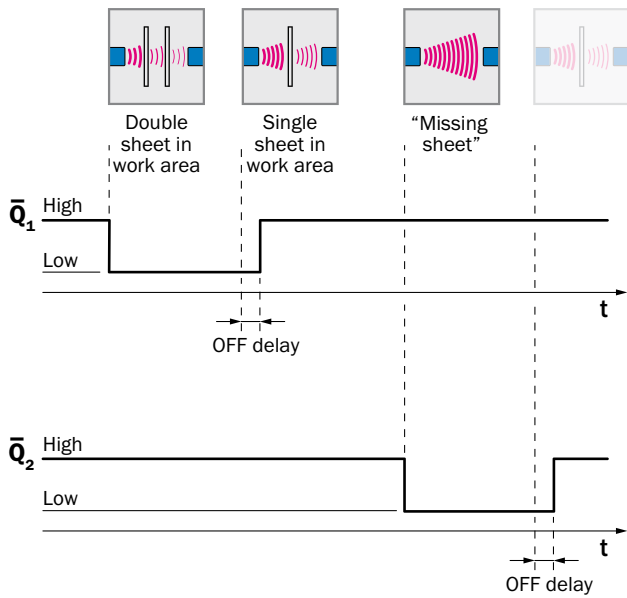 Double
sheet in
work area
Single
sheet in
work area
“Missing
sheet”
Q̅₁
High
Low
t
OFF delay
Q̅₂
High
Low
t
OFF delay